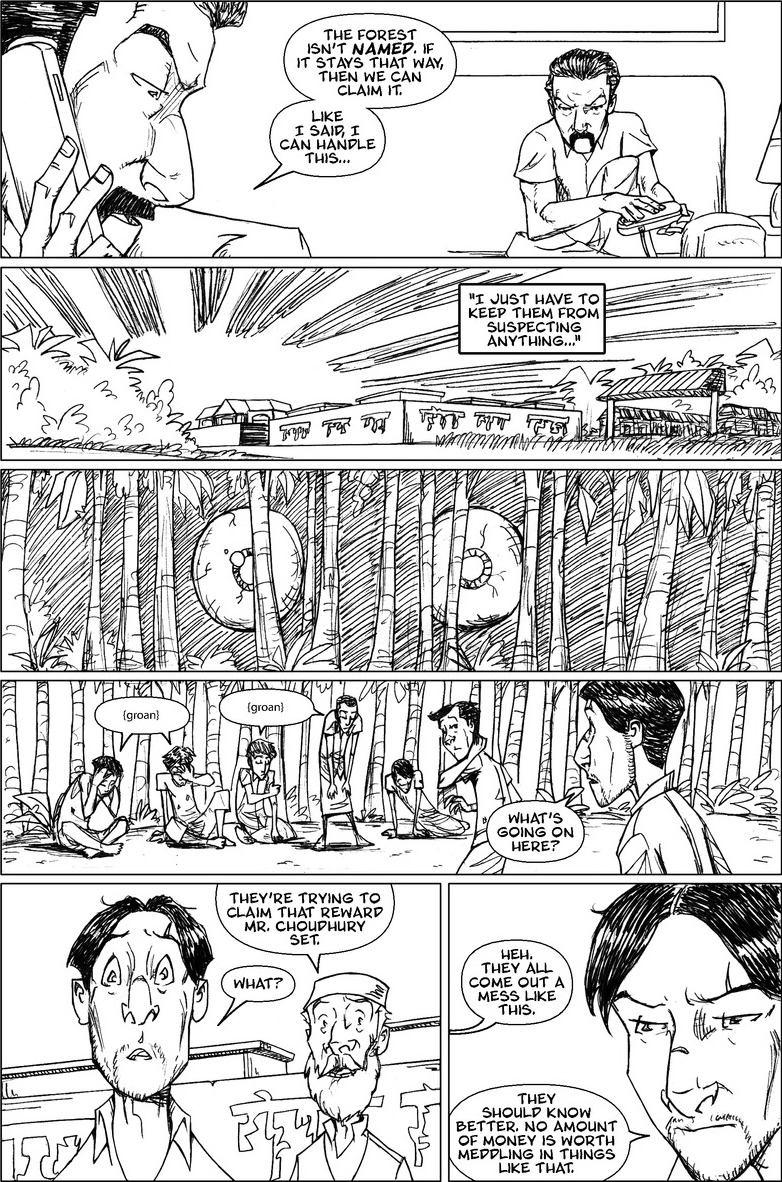 THE FOREST
ISN'T NAMED. IF
IT STAYS THAT WAY,
THEN WE CAN
CLAIM IT.
LIKE
I SAID, I
CAN HANDLE
THIS...
"I JUST HAVE TO
KEEP THEM FROM
SUSPECTING
ANYTHING..."
{groan}
{groan}
WHAT'S
GOING ON
HERE?
THEY'RE TRYING TO
CLAIM THAT REWARD
MR. CHOUDHURY
SET.
WHAT?
HEH.
THEY ALL
COME OUT A
MESS LIKE
THIS.
THEY
SHOULD KNOW
BETTER. NO AMOUNT
OF MONEY IS WORTH
MEDDLING IN THINGS
LIKE THAT.